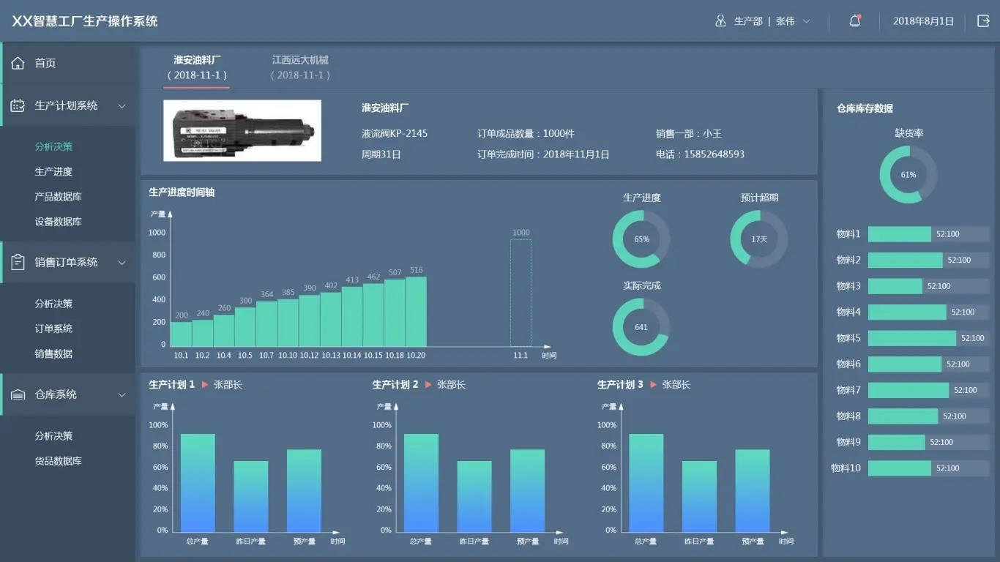 XX智慧工厂生产操作系统
生产部 | 张伟
2018年8月1日
首页
生产计划系统
分析决策
生产进度
产品数据库
设备数据库
销售订单系统
分析决策
订单系统
销售数据
仓库系统
分析决策
货品数据库
淮安油料厂
( 2018-11-1 )
江西远大机械
( 2018-11-1 )
淮安油料厂
液流阀KP-2145
订单成品数量：1000件
销售一部：小王
周期31日
订单完成时间：2018年11月1日
电话：15852648593
生产进度时间轴
产量
1000
800
600
400
200
0
200
240
260
300
364
385
390
402
413
462
507
516
1000
10.1
10.2
10.4
10.5
10.7
10.10
10.12
10.13
10.14
10.15
10.18
10.20
11.1
时间
生产进度
65%
预计超期
17天
实际完成
641
生产计划 1
张部长
产量
100%
80%
60%
40%
20%
0%
总产量
昨日产量
预产量
时间
生产计划 2
张部长
产量
100%
80%
60%
40%
20%
0%
总产量
昨日产量
预产量
时间
生产计划 3
张部长
产量
100%
80%
60%
40%
20%
0%
总产量
昨日产量
预产量
时间
仓库库存数据
缺货率
61%
物料1 52:100
物料2 52:100
物料3 52:100
物料4 52:100
物料5 52:100
物料6 52:100
物料7 52:100
物料8 52:100
物料9 52:100
物料10 52:100